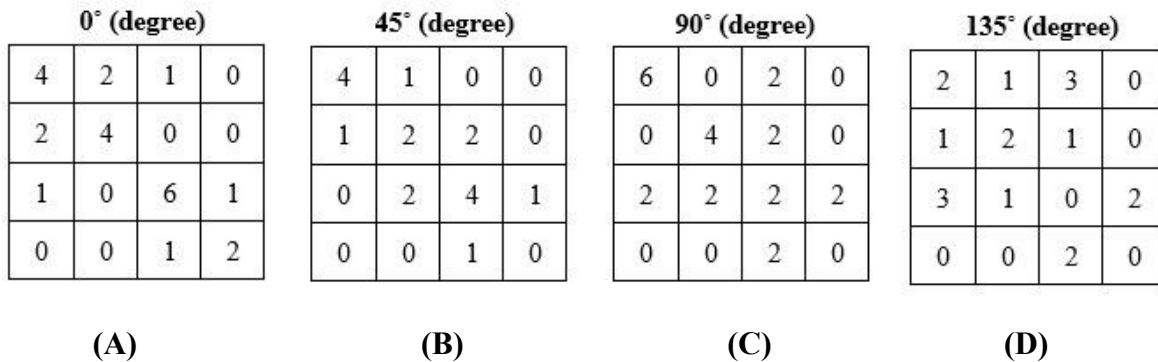 0˚ (degree) 45˚ (degree) 90˚ (degree) 135˚ (degree)
4 2 1 0 4 1 0 0 6 0 2 0 2 1 3 0
2 4 0 0 1 2 2 0 0 4 2 0 1 2 1 0
1 0 6 1 0 2 4 1 2 2 2 2 3 1 0 2
0 0 1 2 0 0 1 0 0 0 2 0 0 0 2 0
(A) (B) (C) (D)